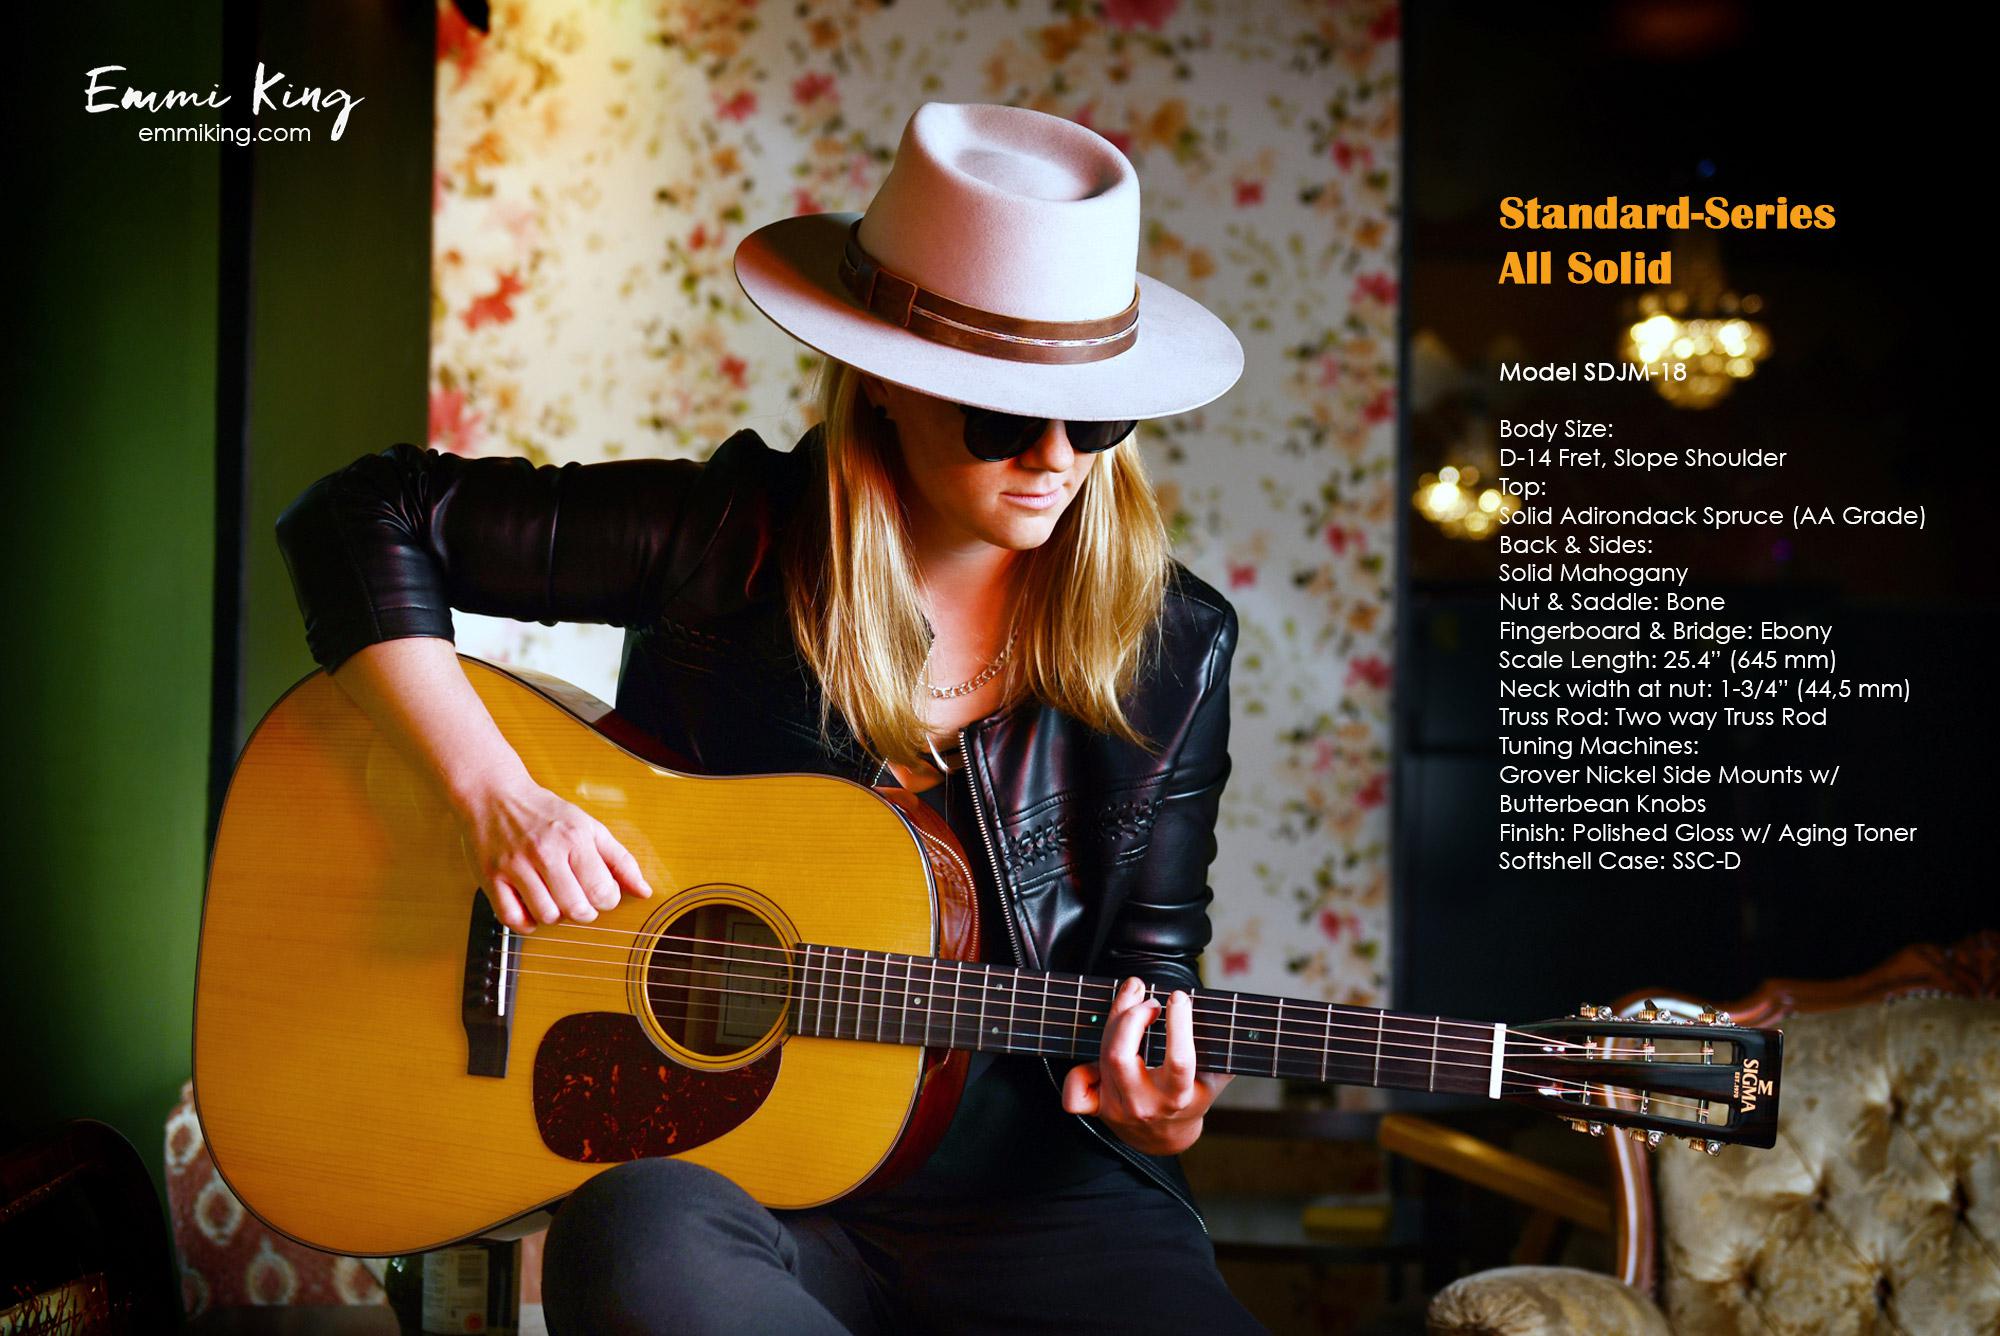 Emmi King
emmiking.com
Standard-Series
All Solid
Model SDJM-18
Body Size:
D-14 Fret, Slope Shoulder
Top:
Solid Adirondack Spruce (AA Grade)
Back & Sides:
Solid Mahogany
Nut & Saddle: Bone
Fingerboard & Bridge: Ebony
Scale Length: 25.4” (645 mm)
Neck width at nut: 1-3/4” (44,5 mm)
Truss Rod: Two way Truss Rod
Tuning Machines:
Grover Nickel Side Mounts w/
Butterbean Knobs
Finish: Polished Gloss w/ Aging Toner
Softshell Case: SSC-D
SIGMA
EST. 1970